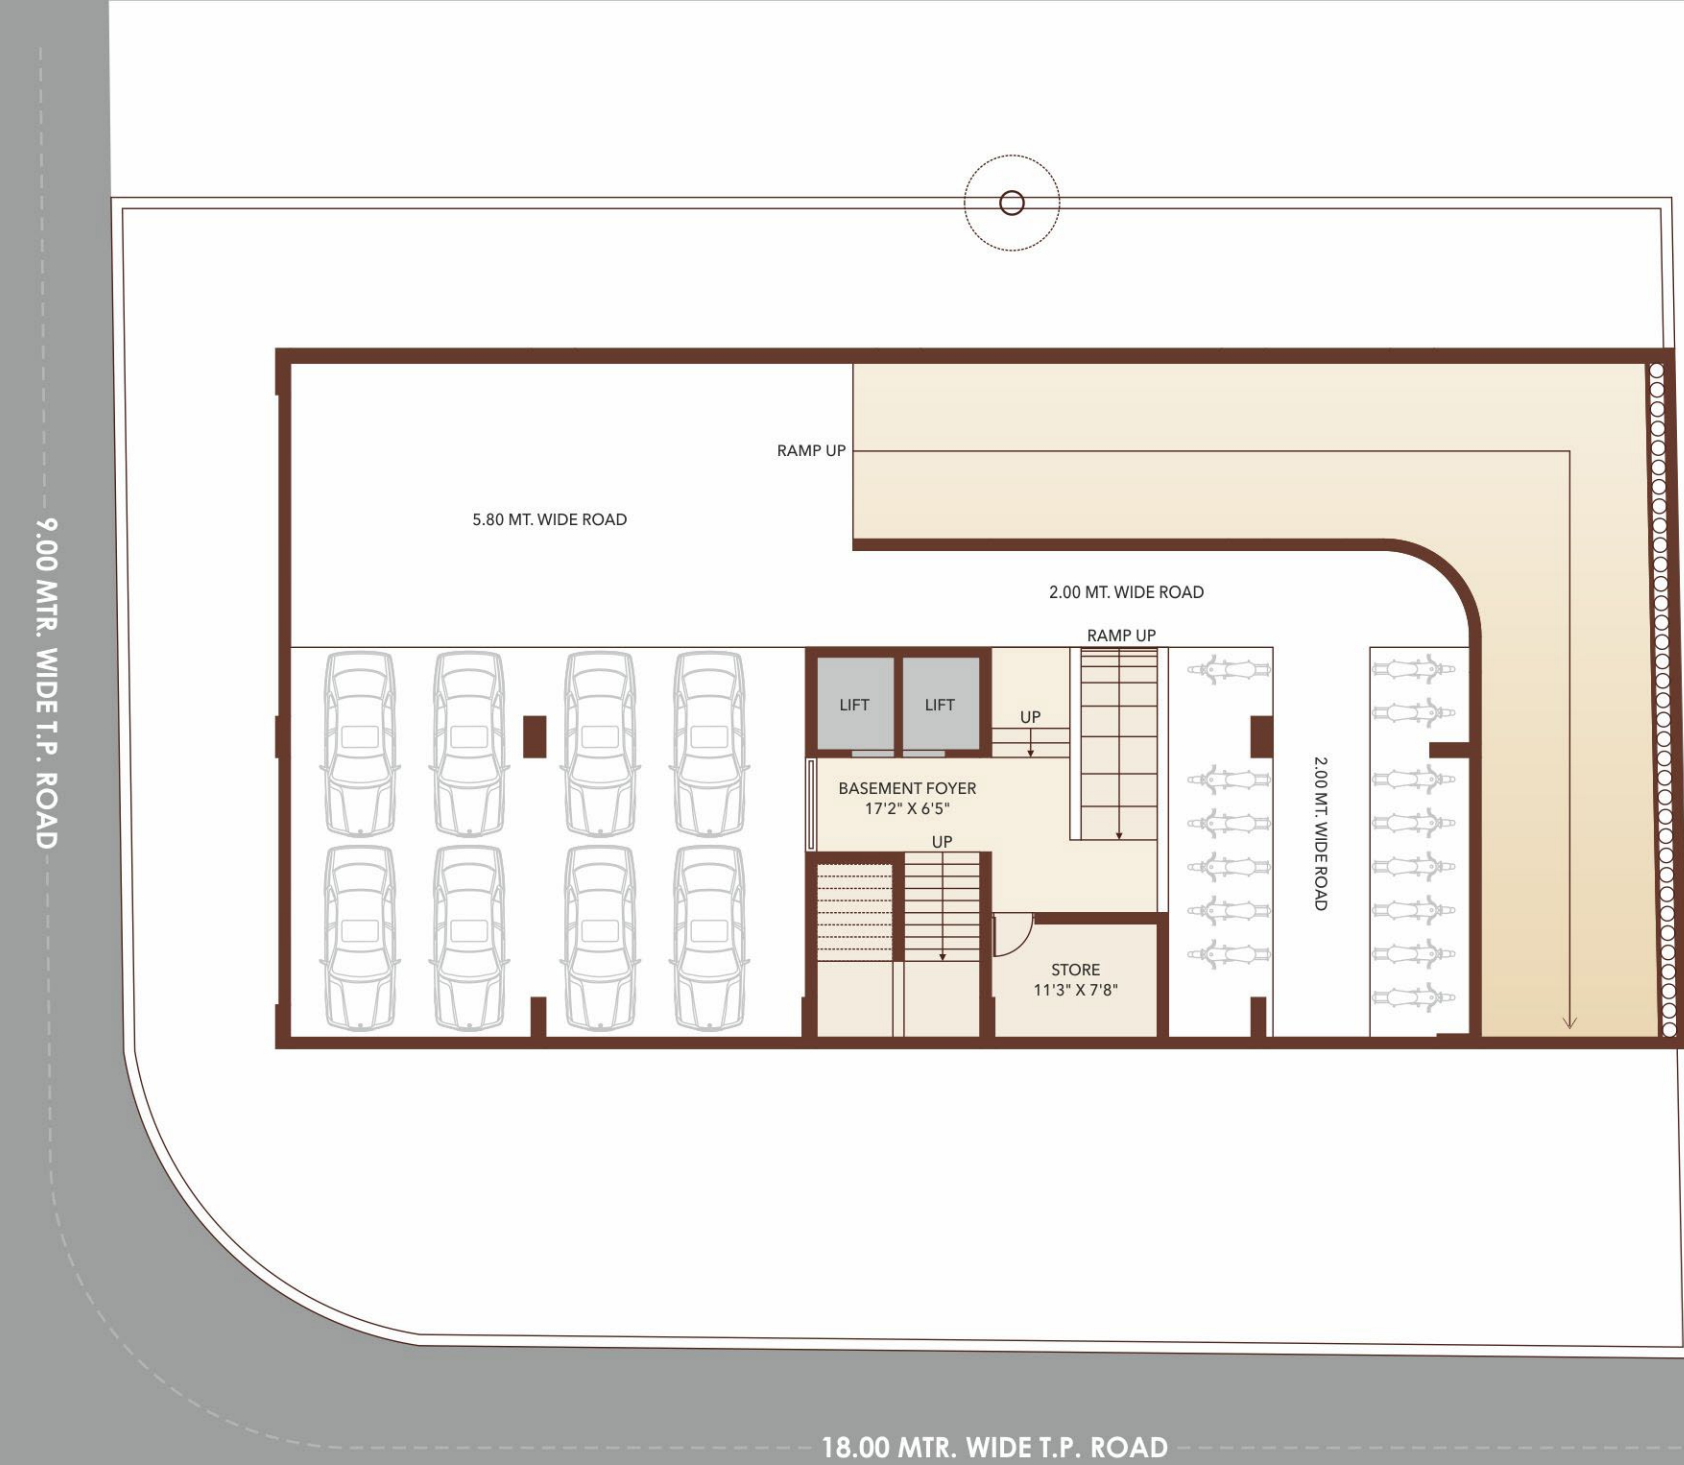 RAMP UP
5.80 MT. WIDE ROAD
2.00 MT. WIDE ROAD
RAMP UP
LIFT
LIFT
UP
BASEMENT FOYER
17'2" X 6'5"
UP
STORE
11'3" X 7'8"
2.00 MT. WIDE ROAD
9.00 MTR. WIDE T.P. ROAD
18.00 MTR. WIDE T.P. ROAD